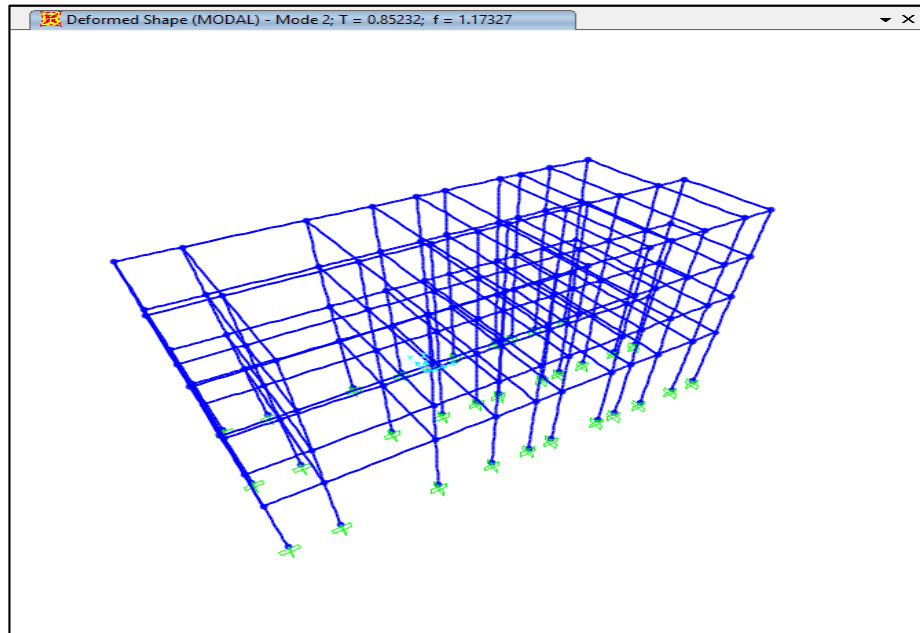 Deformed Shape (MODAL) - Mode 2; T = 0.85232; f = 1.17327